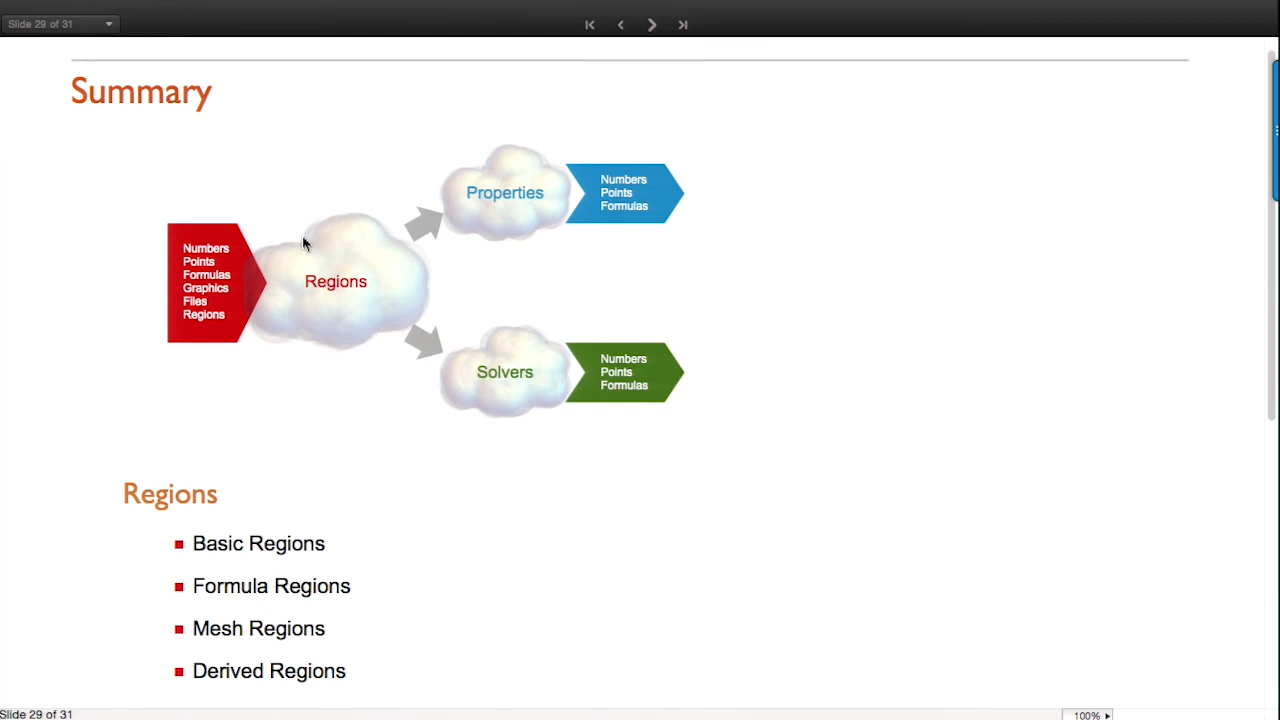 Slide 29 of 31
Summary
Properties
Numbers
Points
Formulas
Numbers
Points
Formulas
Graphics
Files
Regions
Regions
Solvers
Numbers
Points
Formulas
Regions
Basic Regions
Formula Regions
Mesh Regions
Derived Regions
Slide 29 of 31
100%